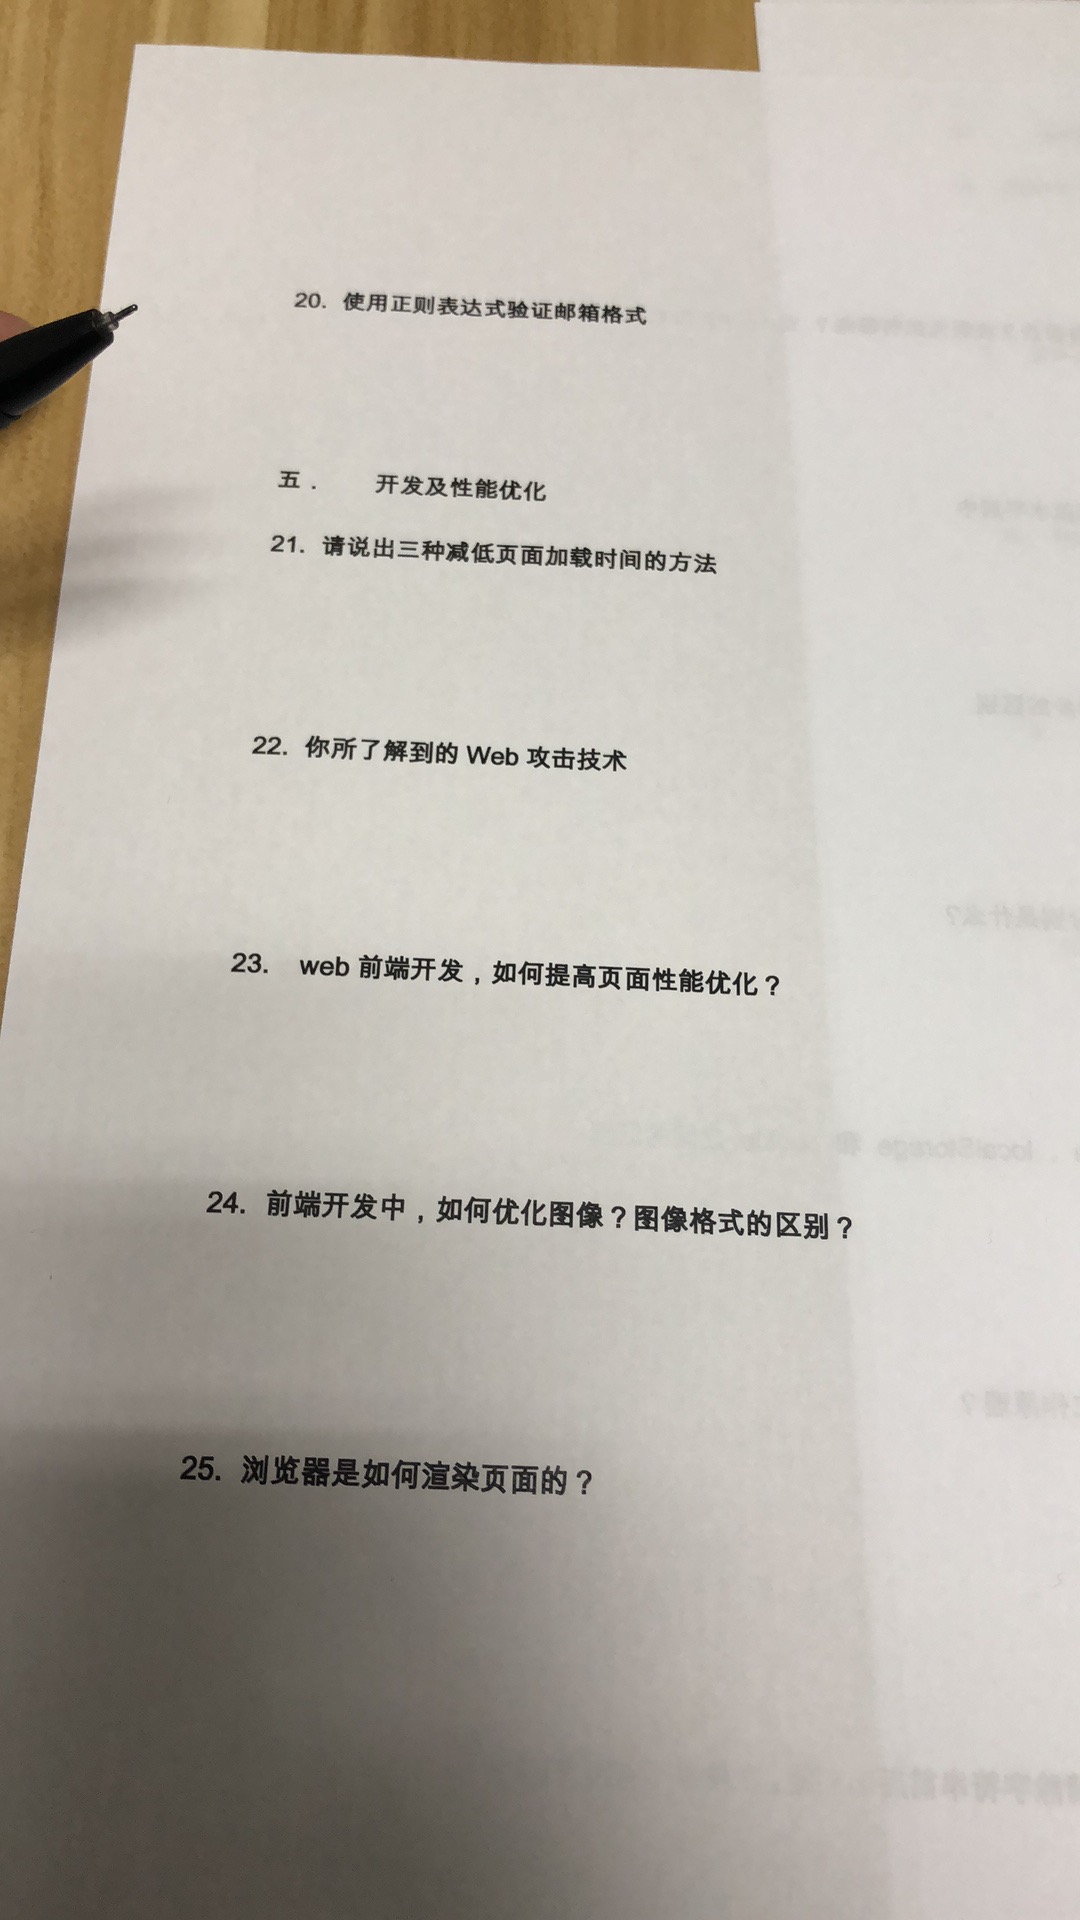 20. 使用正则表达式验证邮箱格式
五． 开发及性能优化
21. 请说出三种减低页面加载时间的方法
22. 你所了解到的 Web 攻击技术
23. web 前端开发，如何提高页面性能优化？
24. 前端开发中，如何优化图像？图像格式的区别？
25. 浏览器是如何渲染页面的？